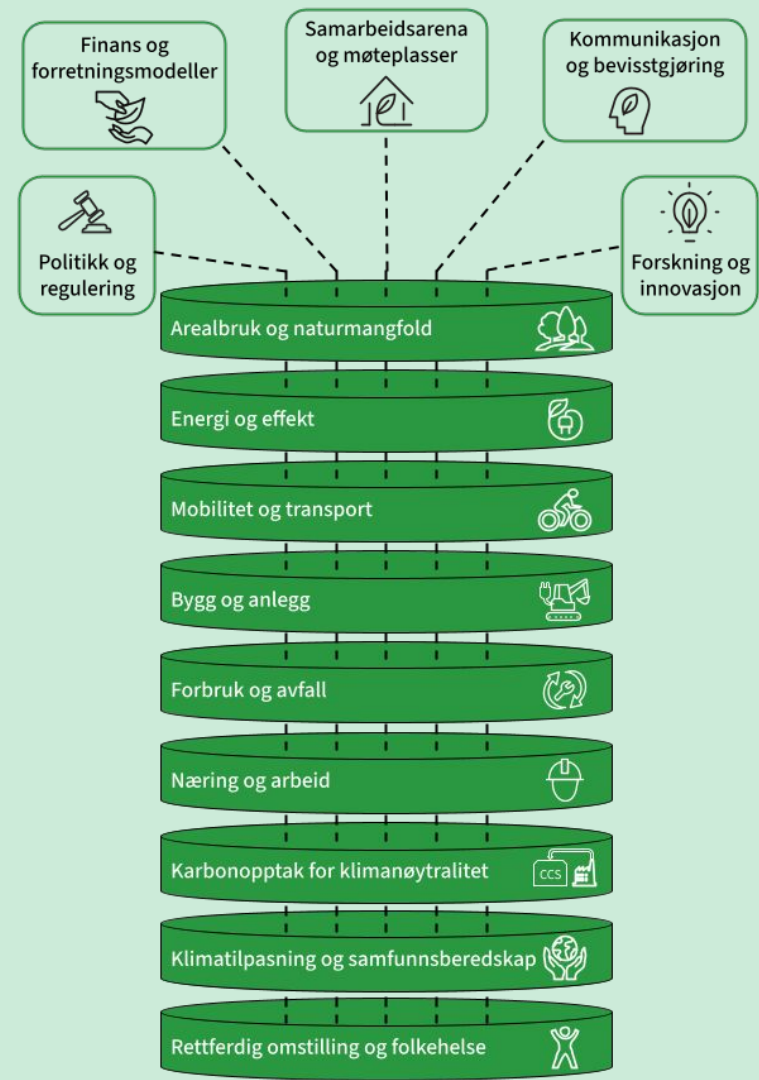 Finans og
forretningsmodeller
Samarbeidsarena
og møteplasser
Kommunikasjon
og bevisstgjøring
Politikk og
regulering
Forskning og
innovasjon
Arealbruk og naturmangfold
Energi og effekt
Mobilitet og transport
Bygg og anlegg
Forbruk og avfall
Næring og arbeid
Karbonopptak for klimanøytralitet
CCS
Klimatilpasning og samfunnsberedskap
Rettferdig omstilling og folkehelse